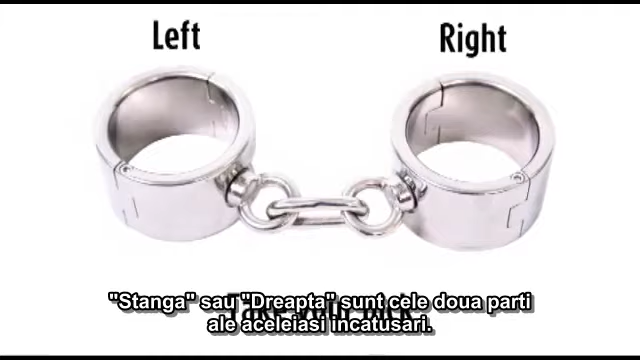 Left
Right
"Stanga" sau "Dreapta" sunt cele doua parti
ale aceleiasi incatusari.